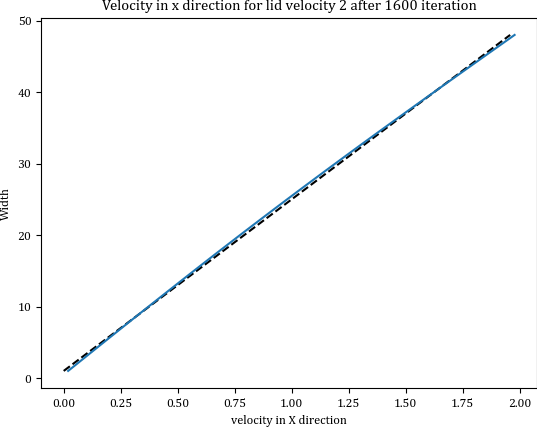 Velocity in x direction for lid velocity 2 after 1600 iteration
50
40
30
20
10
0
Width
0.00 0.25 0.50 0.75 1.00 1.25 1.50 1.75 2.00
velocity in X direction